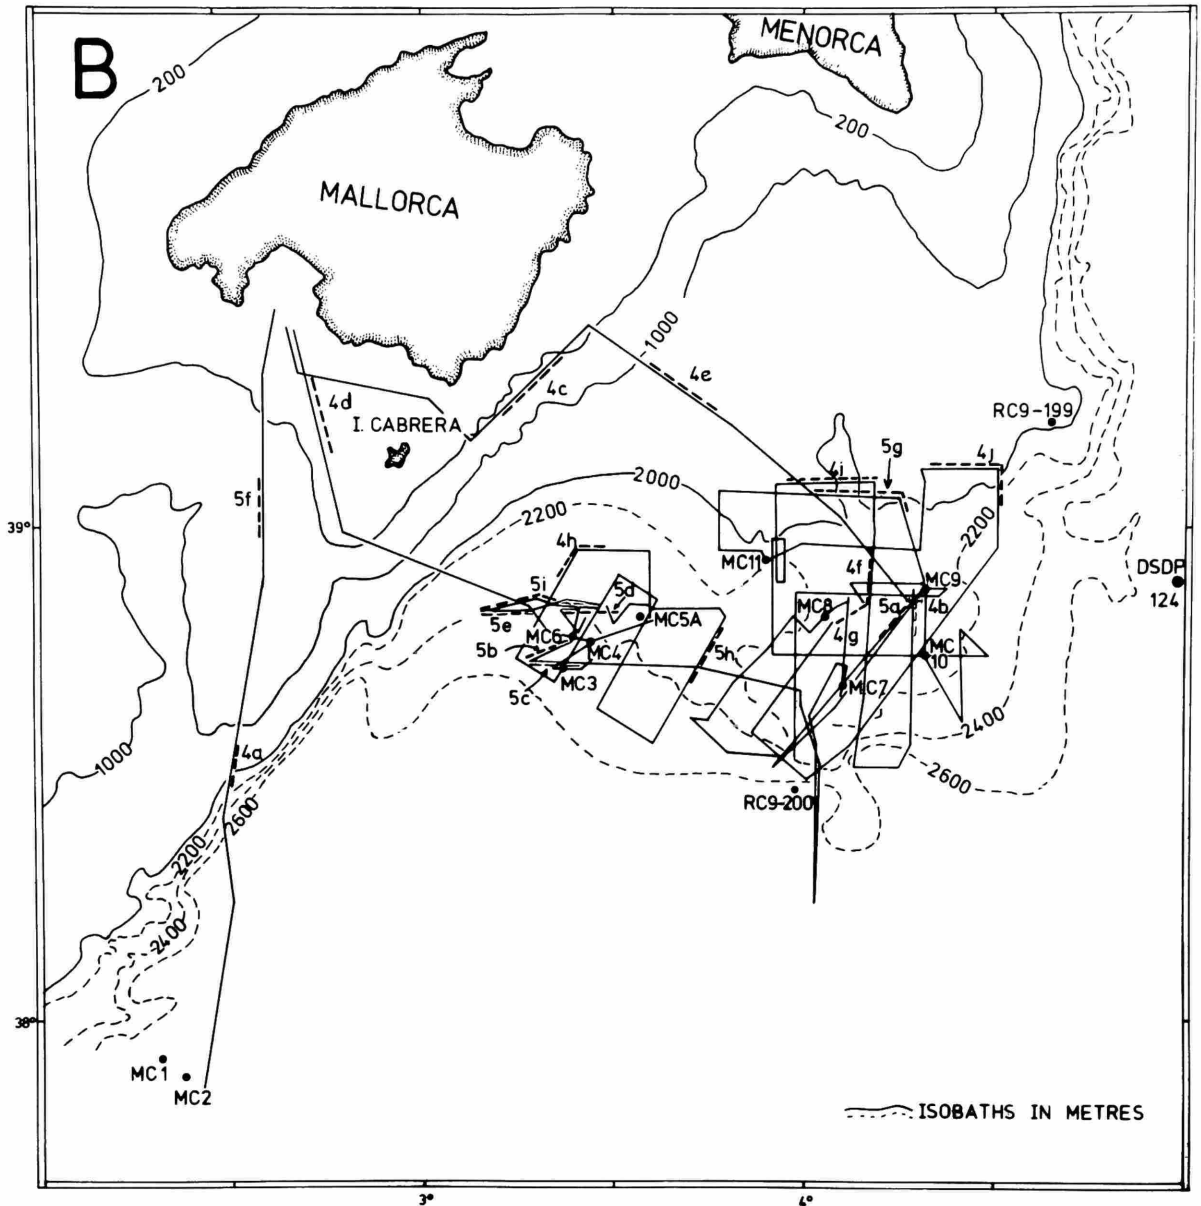 B
MENORCA
200
200
MALLORCA
1000
4e
4c
4d
I. CABRERA
RC9-199
5g
4i
4J
5f
2000
2200
2200
39°
4h
MC11
4f
MC9
DSDP
124
5i
5d
5e
MC5A
MC8
5a
4b
MC6
4g
5b
MC4
5h
MC
10
5c
MC3
MC7
2400
4a
1000
2600
2600
RC9-200
2200
2400
38°
MC1
MC2
ISOBATHS IN METRES
3°
4°